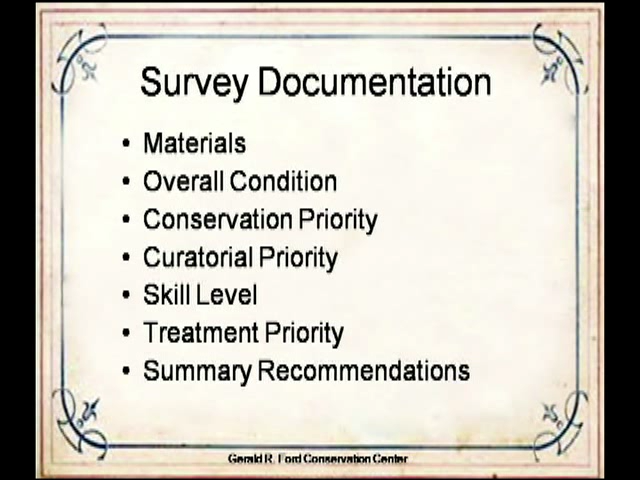 Survey Documentation
• Materials
• Overall Condition
• Conservation Priority
• Curatorial Priority
• Skill Level
• Treatment Priority
• Summary Recommendations
Gerald R. Ford Conservation Center